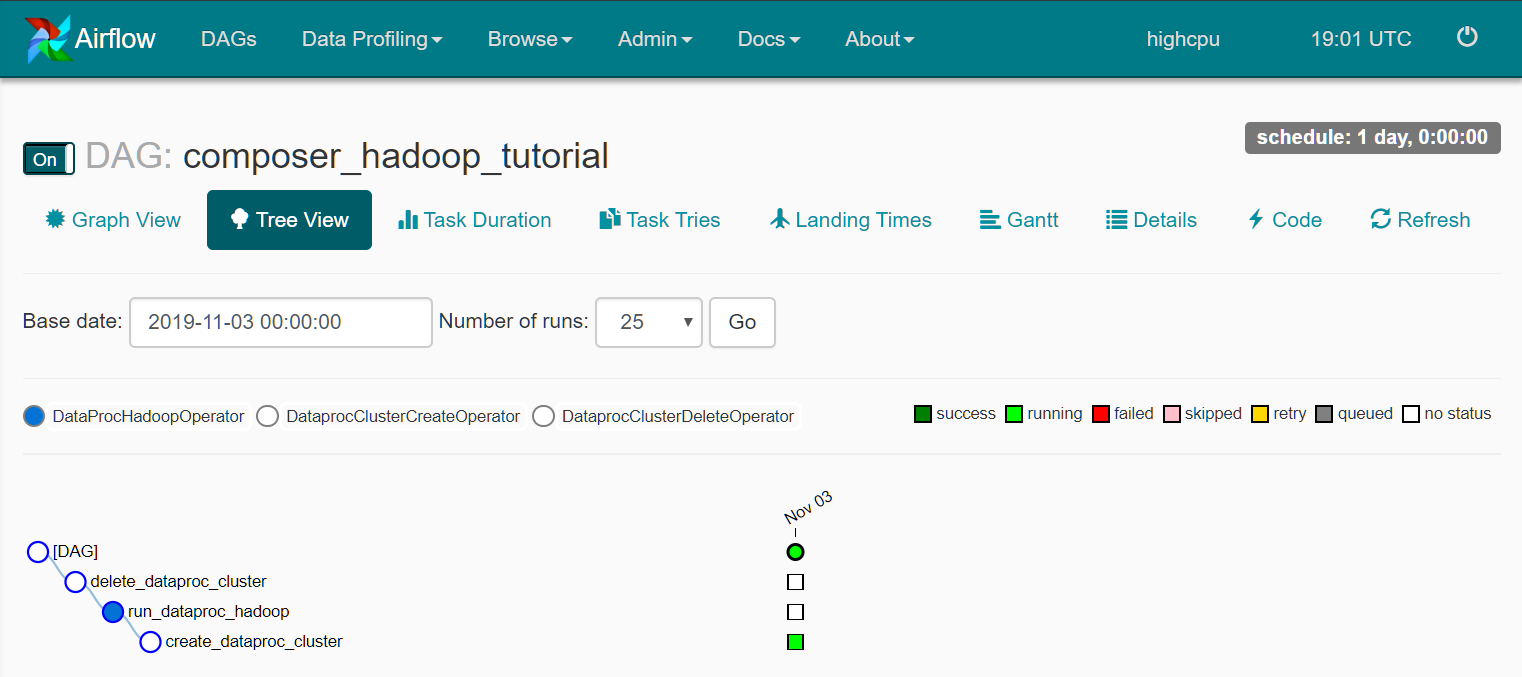 Airflow DAGs Data Profiling Browse Admin Docs About highcpu 19:01 UTC
schedule: 1 day, 0:00:00
On DAG: composer_hadoop_tutorial
Graph View Tree View Task Duration Task Tries Landing Times Gantt Details Code Refresh
Base date: 2019-11-03 00:00:00 Number of runs: 25 Go
DataProcHadoopOperator DataprocClusterCreateOperator DataprocClusterDeleteOperator success running failed skipped retry queued no status
Nov 03
[DAG]
delete_dataproc_cluster
run_dataproc_hadoop
create_dataproc_cluster